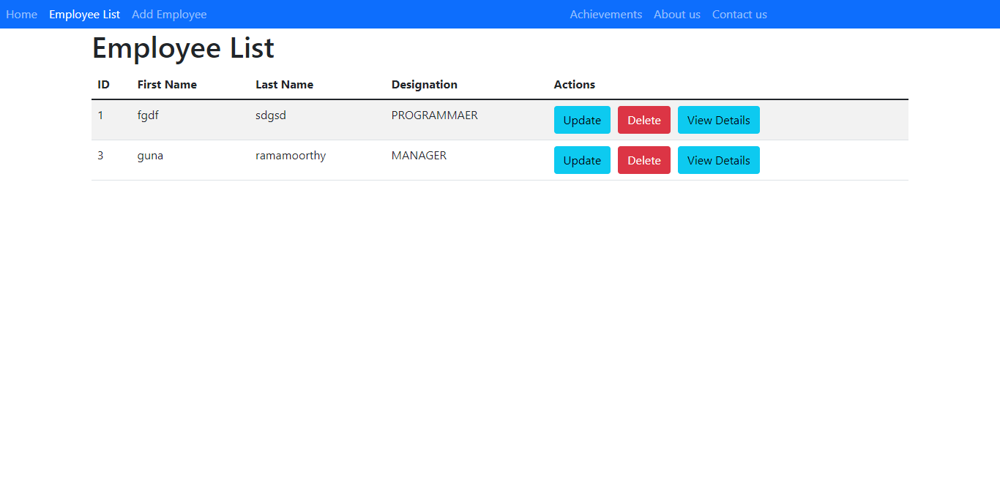 Home Employee List Add Employee Achievements About us Contact us
Employee List
ID First Name Last Name Designation Actions
1 fgdf sdgsd PROGRAMMAER Update Delete View Details
3 guna ramamoorthy MANAGER Update Delete View Details